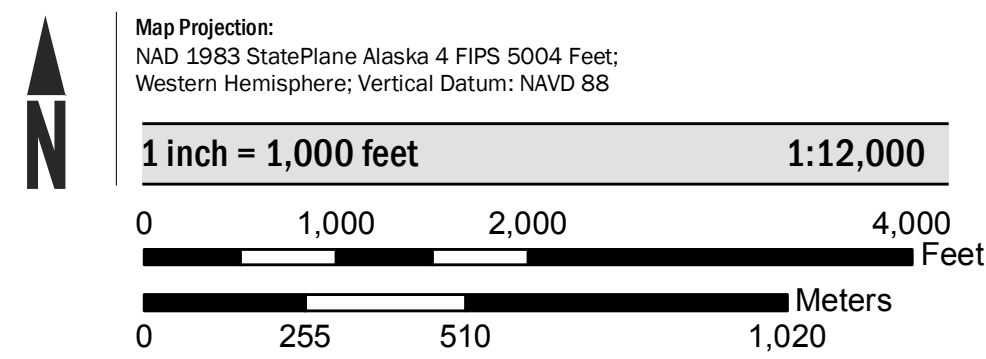 N
Map Projection:
NAD 1983 StatePlane Alaska 4 FIPS 5004 Feet;
Western Hemisphere; Vertical Datum: NAVD 88
1 inch = 1,000 feet 1:12,000
0 1,000 2,000 4,000
Feet
Meters
0 255 510 1,020